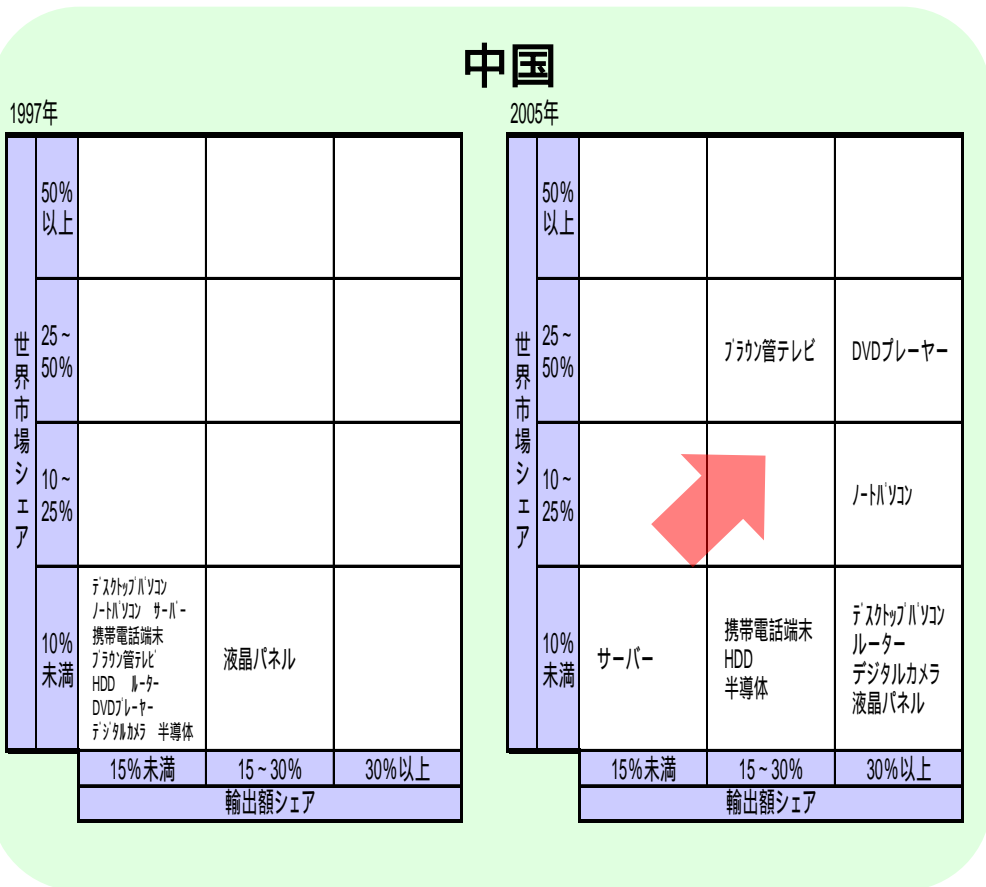 中国
1997年
世界市場シェア
50%
以上
25~
50%
10~
25%
10%
未満
ﾃﾞｽｸﾄｯﾌﾟﾊﾟｿｺﾝ
ﾉｰﾄﾊﾟｿｺﾝ　ｻｰﾊﾞｰ
携帯電話端末
ﾌﾞﾗｳﾝ管ﾃﾚﾋﾞ
HDD　ﾙｰﾀｰ
DVDﾌﾟﾚｰﾔｰ
ﾃﾞｼﾞﾀﾙｶﾒﾗ　半導体
液晶パネル
15%未満
15~30%
30%以上
輸出額シェア
2005年
世界市場シェア
50%
以上
25~
50%
ﾌﾞﾗｳﾝ管テレビ
DVDプレーヤー
10~
25%
ﾉｰﾄﾊﾟｿｺﾝ
10%
未満
サーバー
携帯電話端末
HDD
半導体
ﾃﾞｽｸﾄｯﾌﾟﾊﾟｿｺﾝ
ルーター
デジタルカメラ
液晶パネル
15%未満
15~30%
30%以上
輸出額シェア